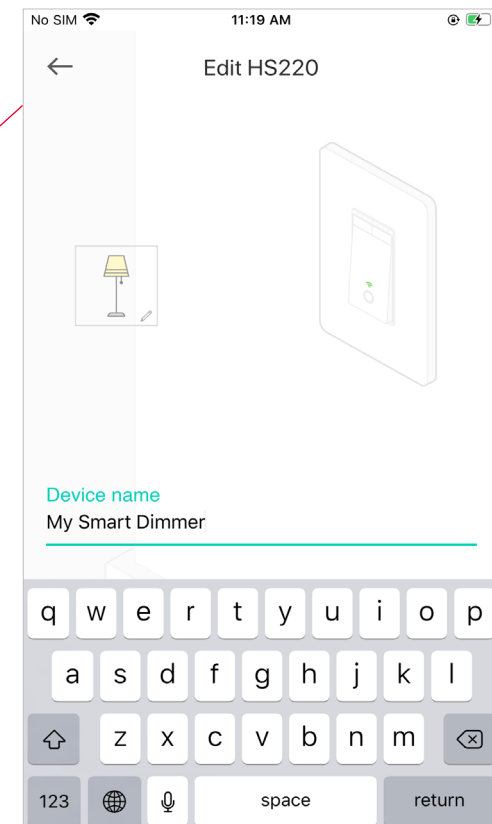 No SIM 11:19 AM
Edit HS220
Device name
My Smart Dimmer
q w e r t y u i o p
a s d f g h j k l
z x c v b n m
123 space return